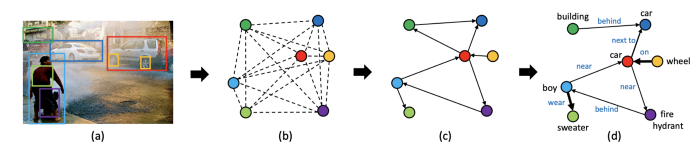 building
car
behind
next to
car
on
wheel
near
boy
near
fire
hydrant
wear
behind
sweater
(a)
(b)
(c)
(d)